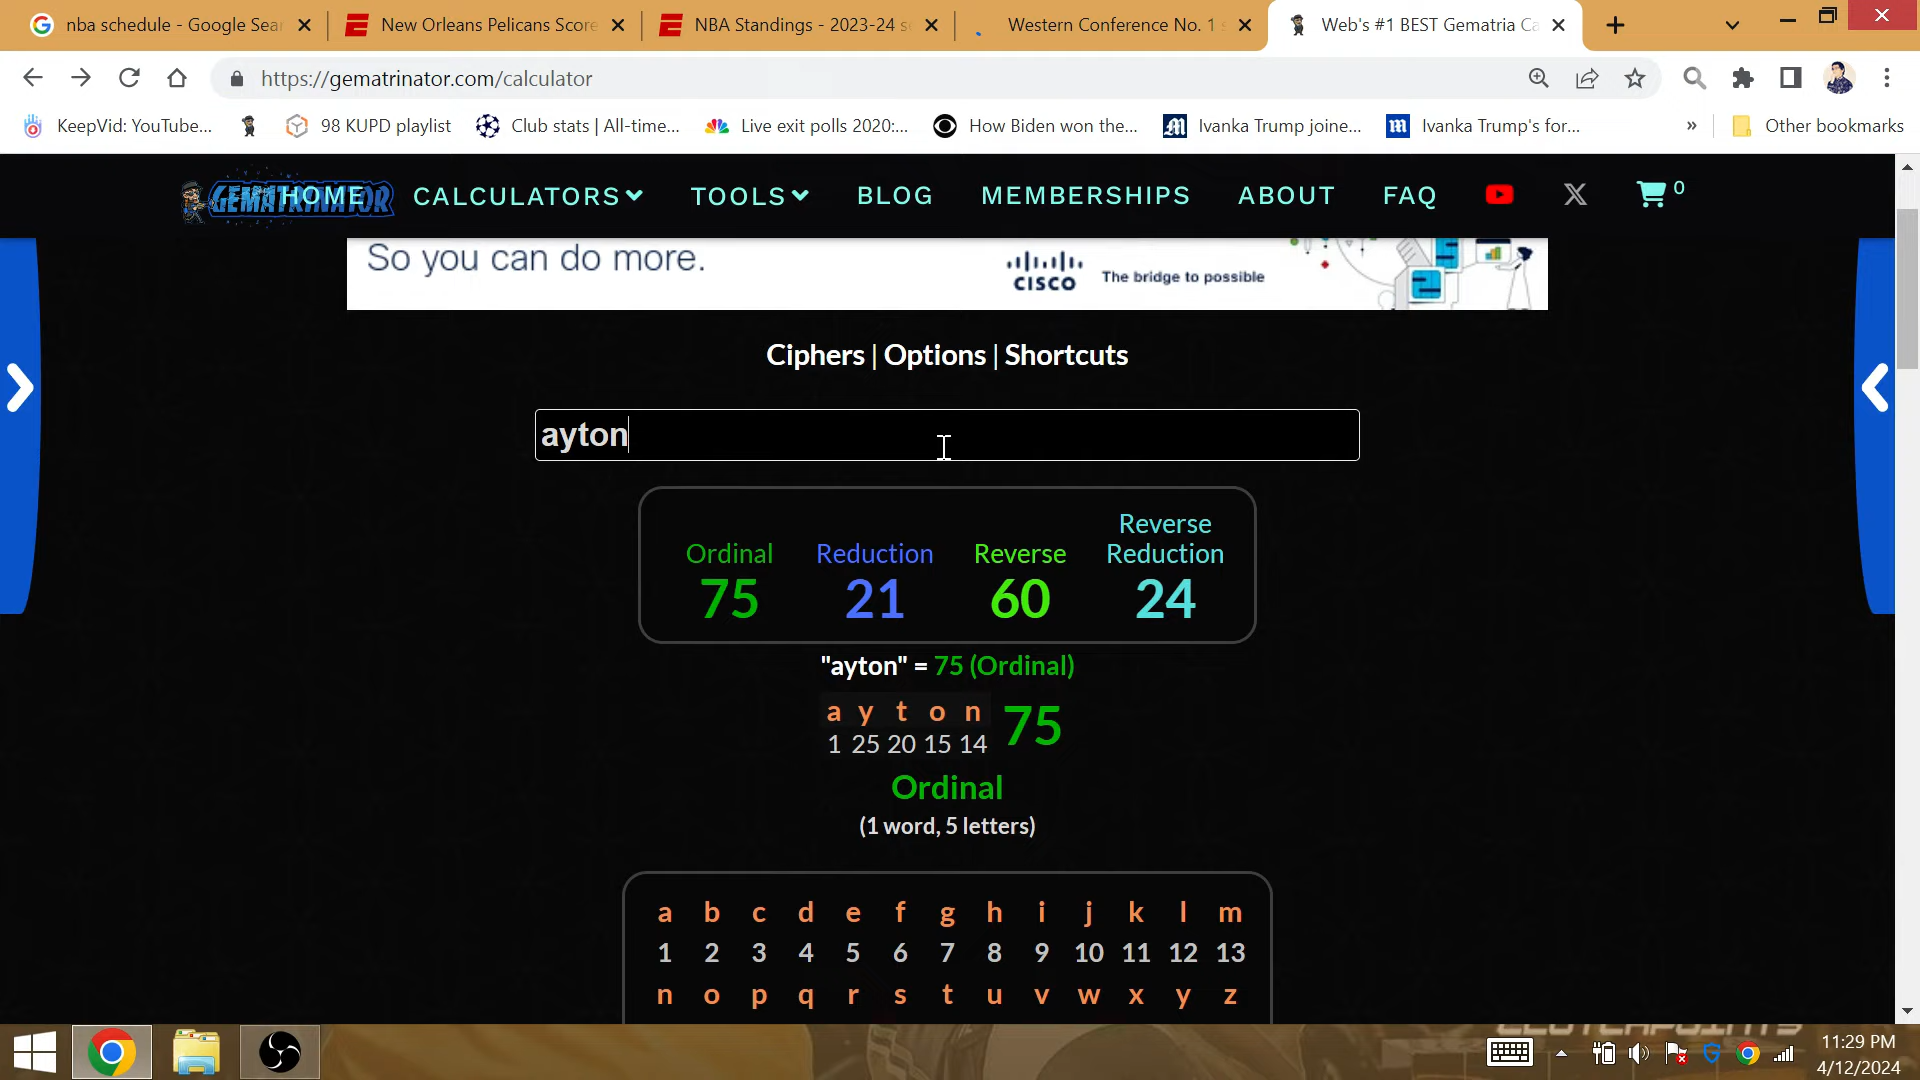 nba schedule - Google Sear
New Orleans Pelicans Score
NBA Standings - 2023-24 se
Western Conference No. 1 s
Web's #1 BEST Gematria Ca
https://gematrinator.com/calculator
KeepVid: YouTube...
98 KUPD playlist
Club stats | All-time...
Live exit polls 2020:...
How Biden won the...
Ivanka Trump joine...
Ivanka Trump's for...
»
Other bookmarks
GEMATRINATOR
HOME
CALCULATORS
TOOLS
BLOG
MEMBERSHIPS
ABOUT
FAQ
0
So you can do more.
CISCO
The bridge to possible
Ciphers | Options | Shortcuts
ayton
Ordinal
75
Reduction
21
Reverse
60
Reverse
Reduction
24
"ayton" = 75 (Ordinal)
a y t o n
1 25 20 15 14
75
Ordinal
(1 word, 5 letters)
a b c d e f g h i j k l m
1 2 3 4 5 6 7 8 9 10 11 12 13
n o p q r s t u v w x y z
CLUTCHPOINTS
11:29 PM
4/12/2024